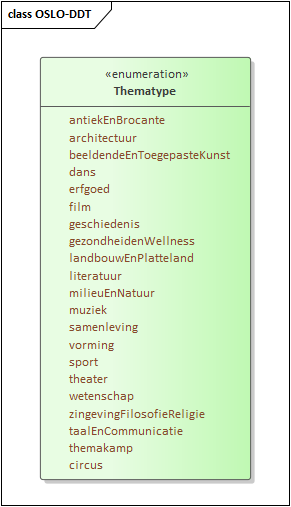 class OSLO-DDT
«enumeration»
Thematype
antiekEnBrocante
architectuur
beeldendeEnToegepasteKunst
dans
erfgoed
film
geschiedenis
gezondheidenWellness
landbouwEnPlatteland
literatuur
milieuEnNatuur
muziek
samenleving
vorming
sport
theater
wetenschap
zingevingFilosofieReligie
taalEnCommunicatie
themakamp
circus